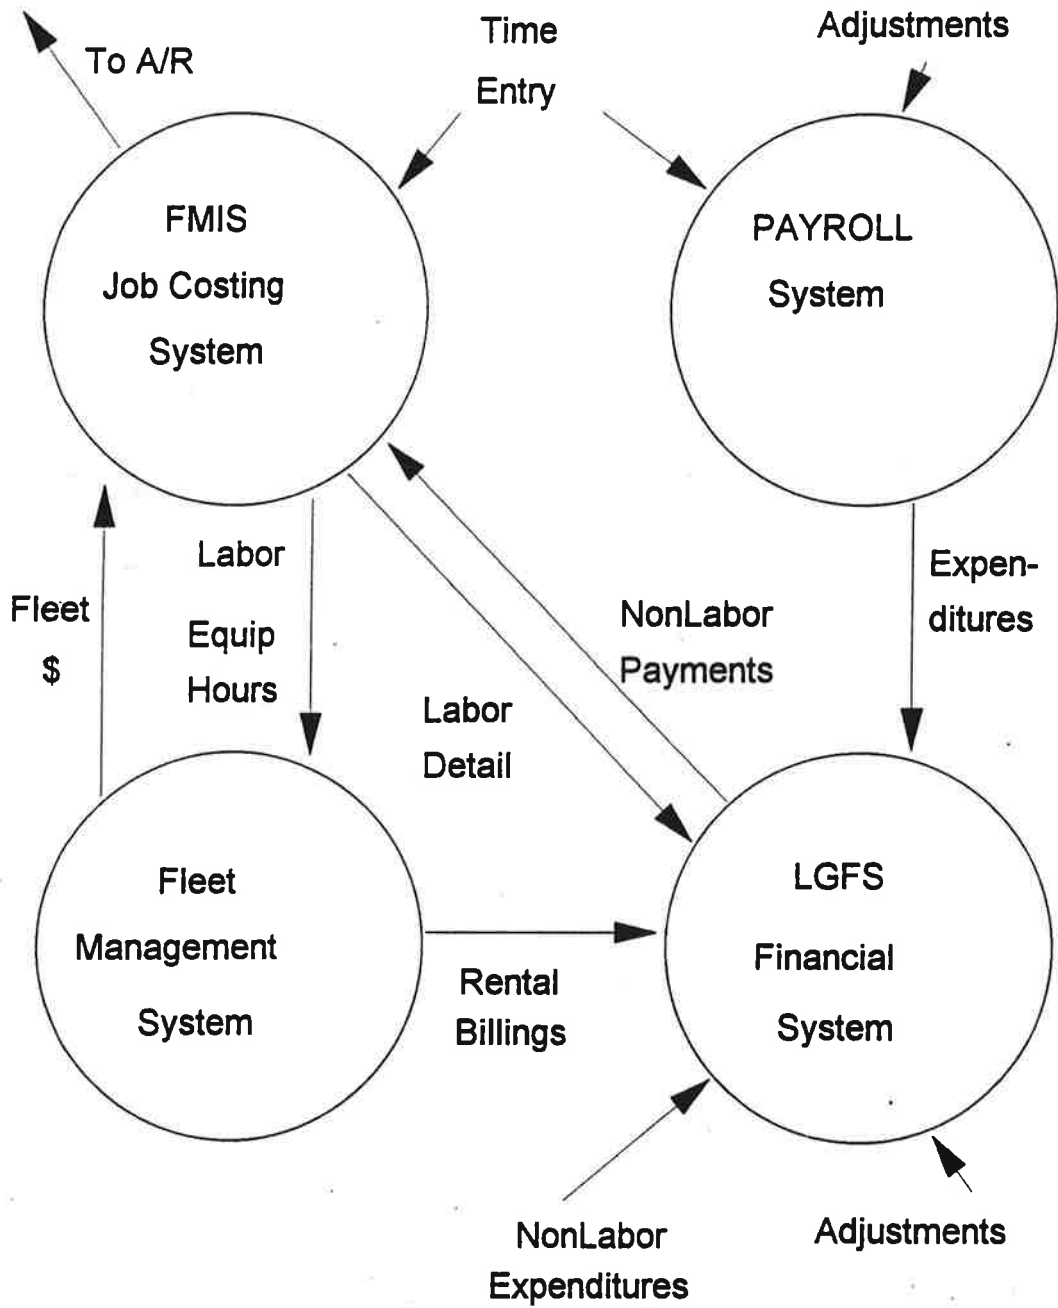 To A/R
Time
Entry
Adjustments
FMIS
Job Costing
System
PAYROLL
System
Fleet
$
Labor
Equip
Hours
Labor
Detail
NonLabor
Payments
Expen-
ditures
Fleet
Management
System
Rental
Billings
LGFS
Financial
System
NonLabor
Expenditures
Adjustments